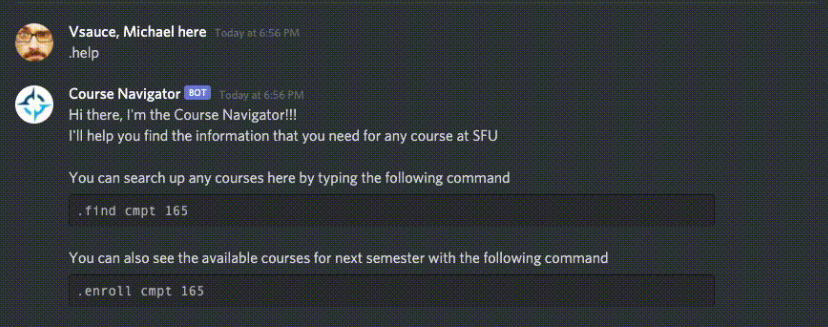 Vsauce, Michael here Today at 6:56 PM
.help
Course Navigator BOT Today at 6:56 PM
Hi there, I'm the Course Navigator!!!
I'll help you find the information that you need for any course at SFU
You can search up any courses here by typing the following command
.find cmpt 165
You can also see the available courses for next semester with the following command
.enroll cmpt 165